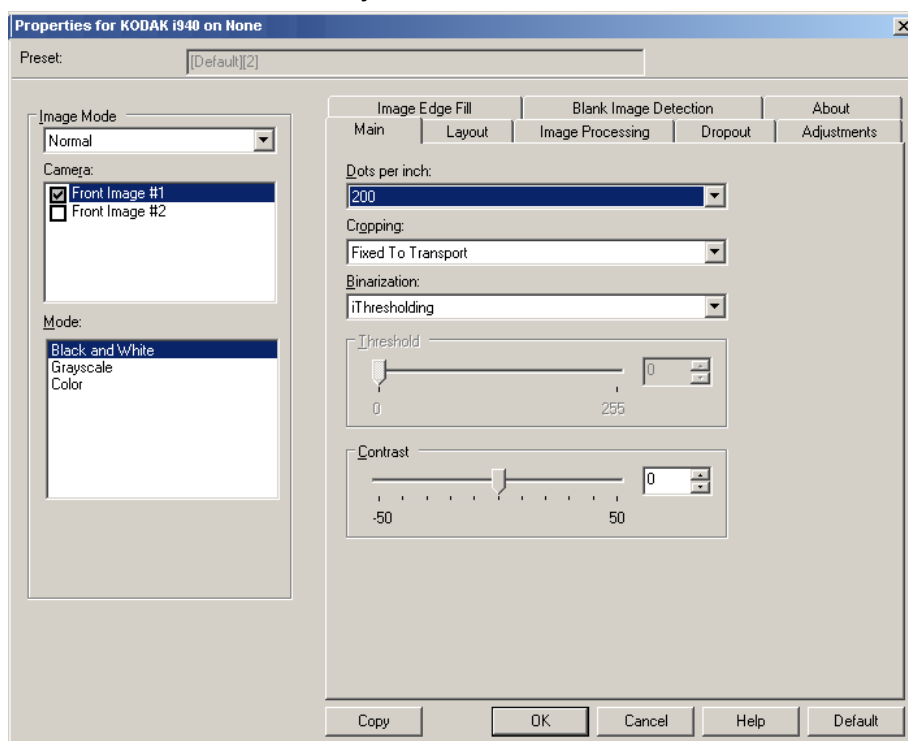 Properties for KODAK i940 on None
Preset:
[Default][2]
Image Mode
Normal
Camera:
Front Image #1
Front Image #2
Mode:
Black and White
Grayscale
Color
Image Edge Fill
Blank Image Detection
About
Main
Layout
Image Processing
Dropout
Adjustments
Dots per inch:
200
Cropping:
Fixed To Transport
Binarization:
iThresholding
Threshold
0
0
255
Contrast
0
-50
50
Copy
OK
Cancel
Help
Default